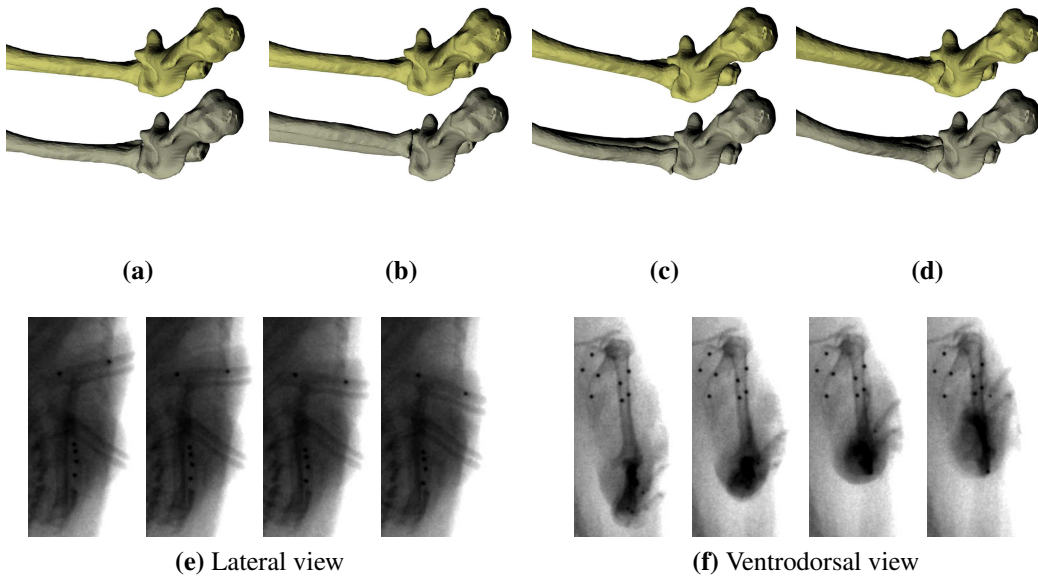 (a)
(b)
(c)
(d)
(e) Lateral view
(f) Ventrodorsal view